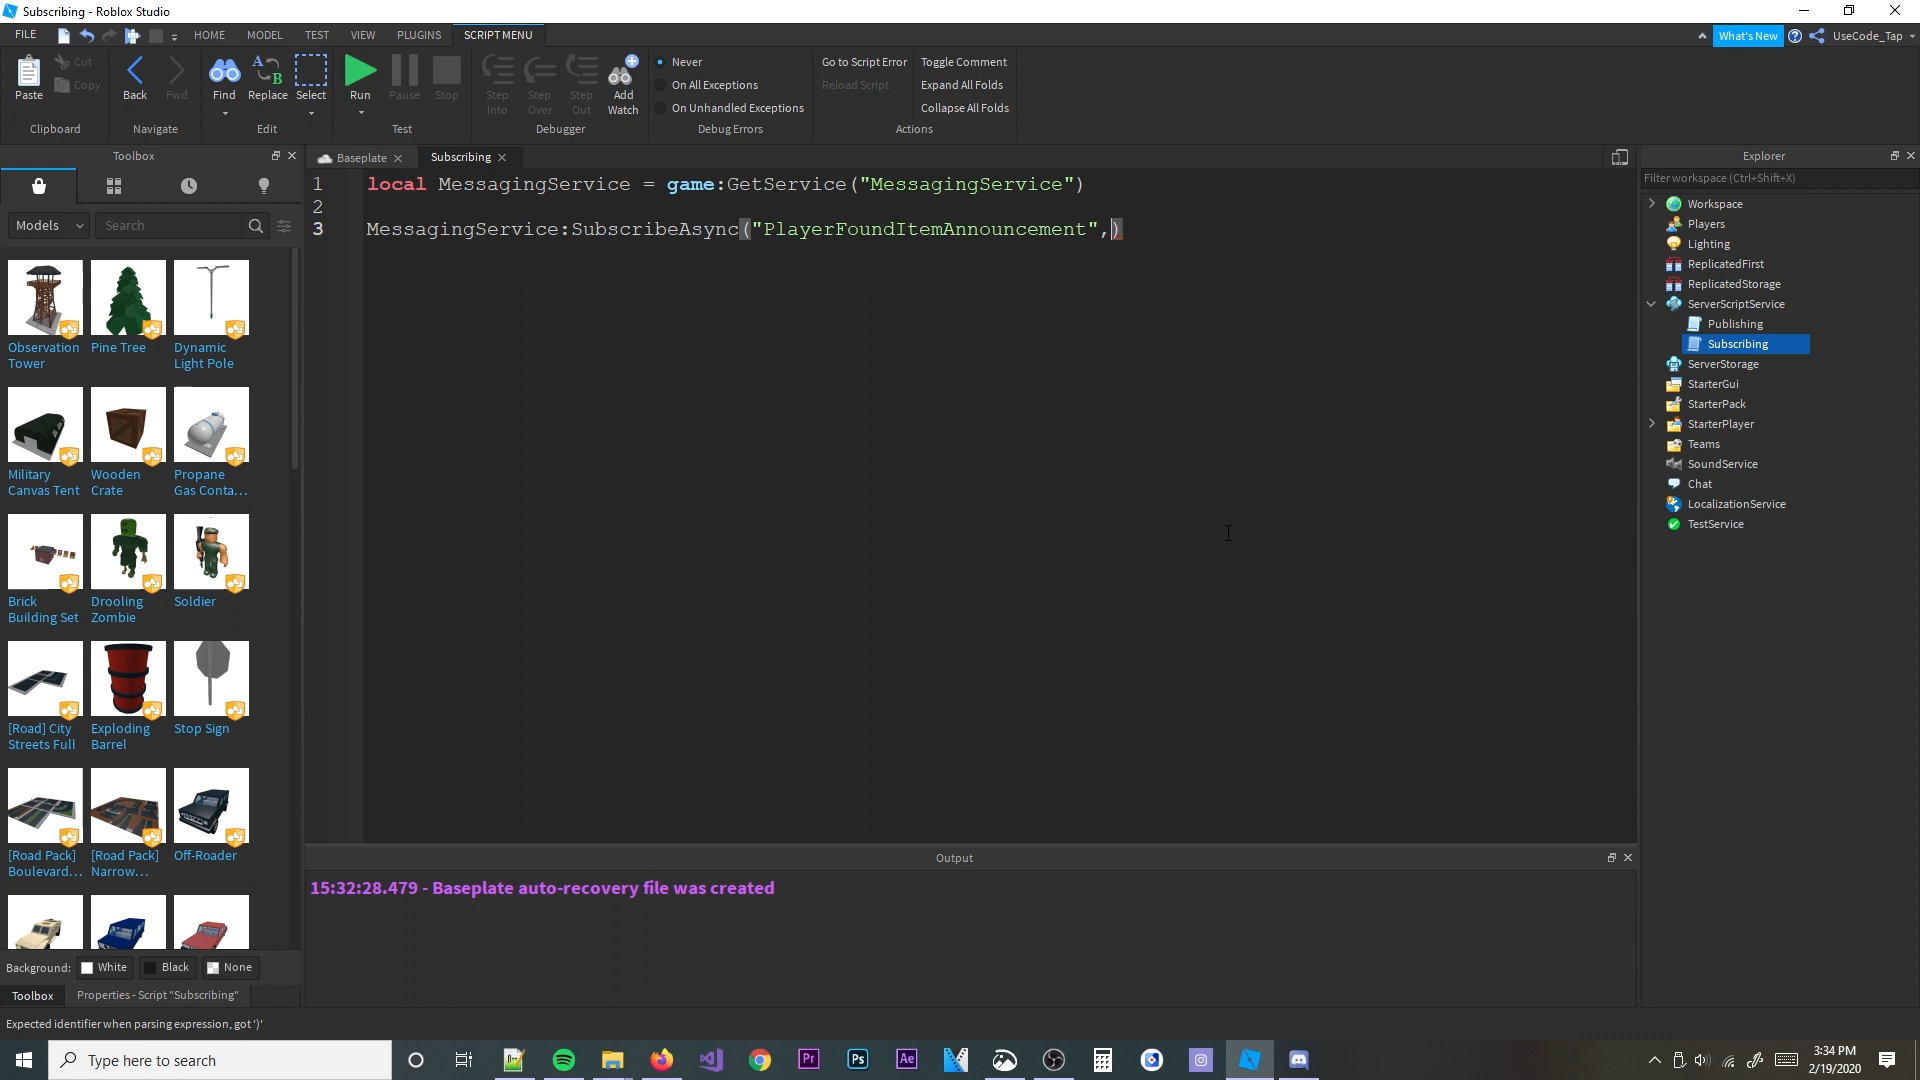 Subscribing - Roblox Studio
FILE HOME MODEL TEST VIEW PLUGINS SCRIPT MENU What's New UseCode_Tap
Paste Cut Copy
Clipboard
Back Fwd
Navigate
Find Replace Select
Edit
Run Pause Stop
Test
Step Into Step Over Step Out Add Watch
Debugger
Never
On All Exceptions
On Unhandled Exceptions
Debug Errors
Go to Script Error
Reload Script
Toggle Comment
Expand All Folds
Collapse All Folds
Actions
Toolbox
Models Search
Observation Tower
Pine Tree
Dynamic Light Pole
Military Canvas Tent
Wooden Crate
Propane Gas Conta...
Brick Building Set
Drooling Zombie
Soldier
[Road] City Streets Full
Exploding Barrel
Stop Sign
[Road Pack] Boulevard...
[Road Pack] Narrow...
Off-Roader
Background: White Black None
Toolbox Properties - Script "Subscribing"
Baseplate Subscribing
1 local MessagingService = game:GetService("MessagingService")
2
3 MessagingService:SubscribeAsync("PlayerFoundItemAnnouncement",)
Output
15:32:28.479 - Baseplate auto-recovery file was created
Explorer
Filter workspace (Ctrl+Shift+X)
Workspace
Players
Lighting
ReplicatedFirst
ReplicatedStorage
ServerScriptService
Publishing
Subscribing
ServerStorage
StarterGui
StarterPack
StarterPlayer
Teams
SoundService
Chat
LocalizationService
TestService
Expected identifier when parsing expression, got ')'
Type here to search
Pr Ps Ae
3:34 PM
2/19/2020